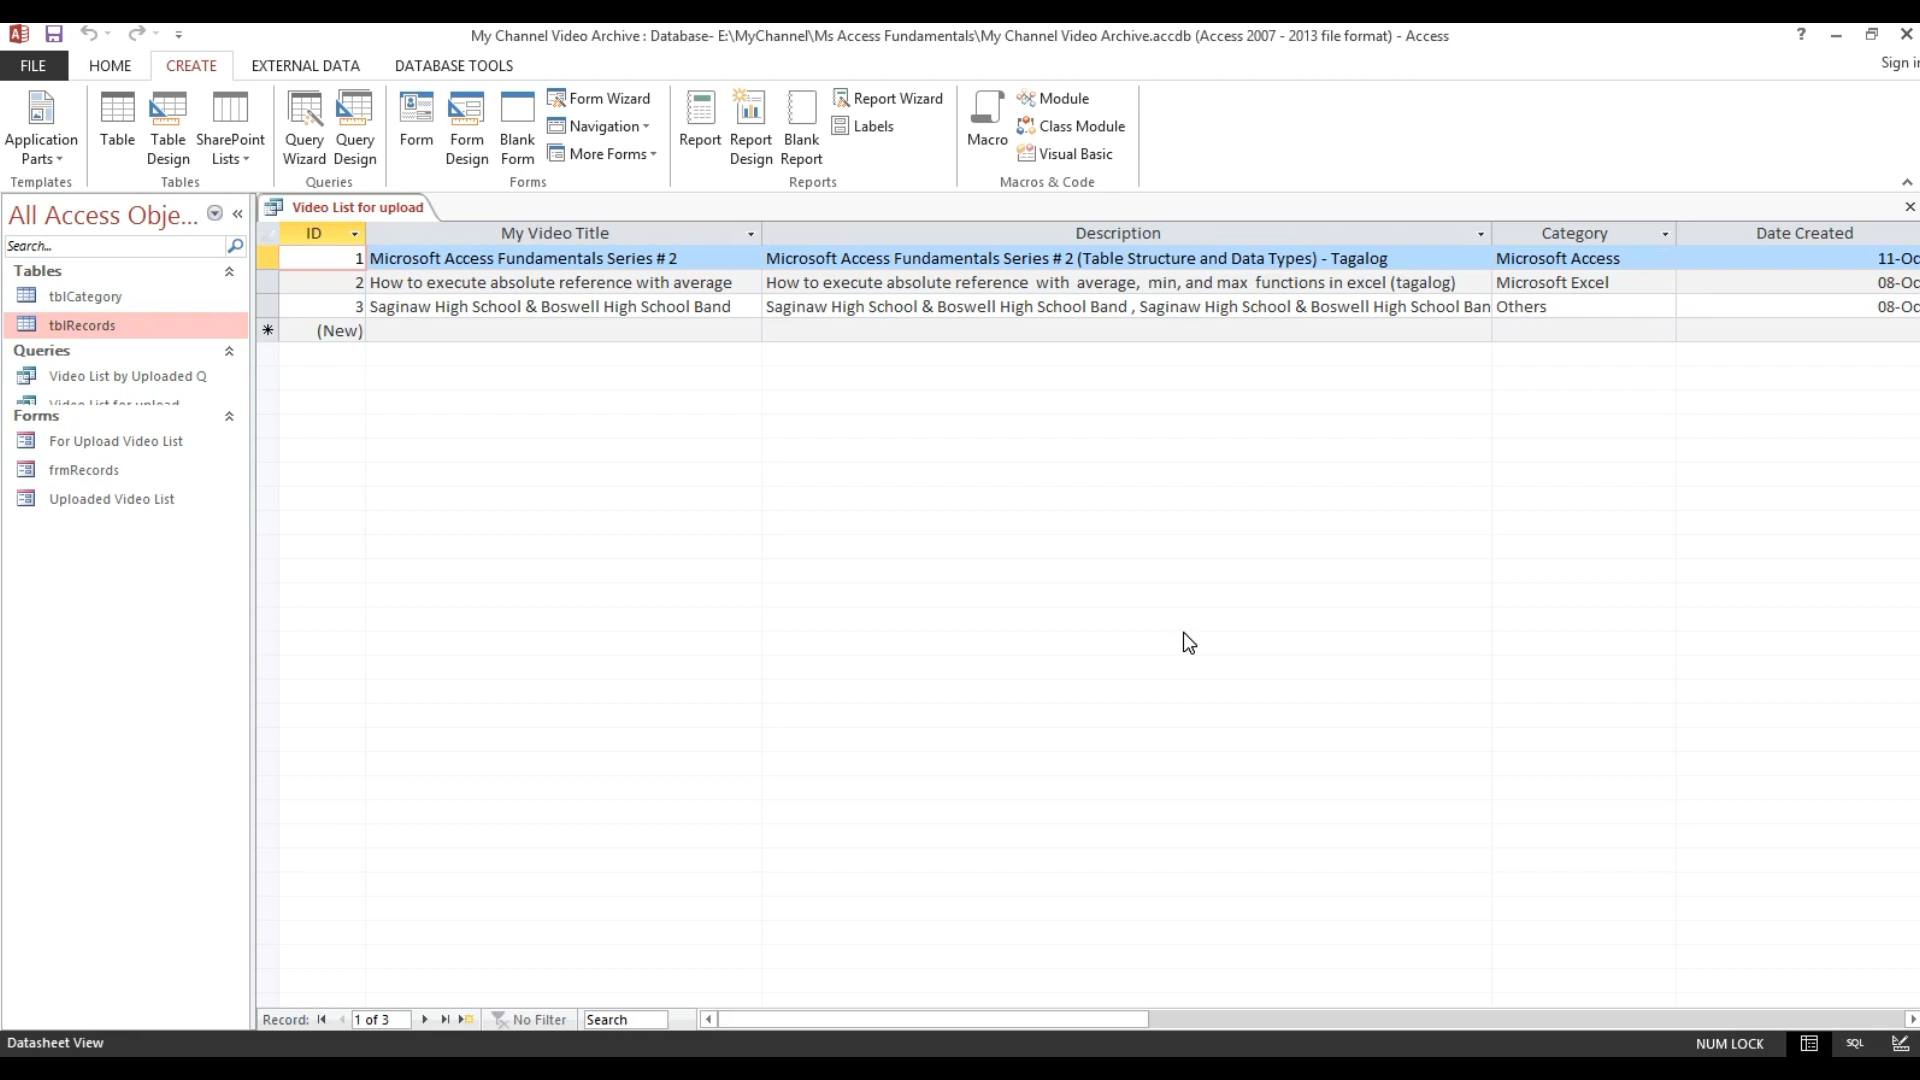 My Channel Video Archive : Database- E:\MyChannel\Ms Access Fundamentals\My Channel Video Archive.accdb (Access 2007 - 2013 file format) - Access
?
FILE HOME CREATE EXTERNAL DATA DATABASE TOOLS
Sign in
Application Parts
Table
Table Design
SharePoint Lists
Query Wizard
Query Design
Form
Form Design
Blank Form
Form Wizard
Navigation
More Forms
Report
Report Design
Blank Report
Report Wizard
Labels
Macro
Module
Class Module
Visual Basic
Templates Tables Queries Forms Reports Macros & Code
All Access Obje...
Search...
Tables
tblCategory
tblRecords
Queries
Video List by Uploaded Q
Video List for upload
Forms
For Upload Video List
frmRecords
Uploaded Video List
Video List for upload
ID My Video Title Description Category Date Created
1 Microsoft Access Fundamentals Series # 2 Microsoft Access Fundamentals Series # 2 (Table Structure and Data Types) - Tagalog Microsoft Access 11-Oc
2 How to execute absolute reference with average How to execute absolute reference with average, min, and max functions in excel (tagalog) Microsoft Excel 08-Oc
3 Saginaw High School & Boswell High School Band Saginaw High School & Boswell High School Band , Saginaw High School & Boswell High School Ban Others 08-Oc
* (New)
Record: 1 of 3 No Filter Search
Datasheet View NUM LOCK SQL